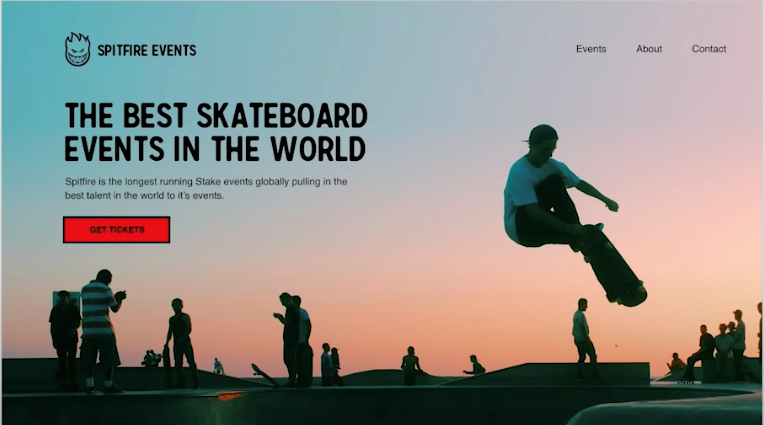 SPITFIRE EVENTS
Events About Contact
THE BEST SKATEBOARD
EVENTS IN THE WORLD
Spitfire is the longest running Stake events globally pulling in the
best talent in the world to it's events.
GET TICKETS